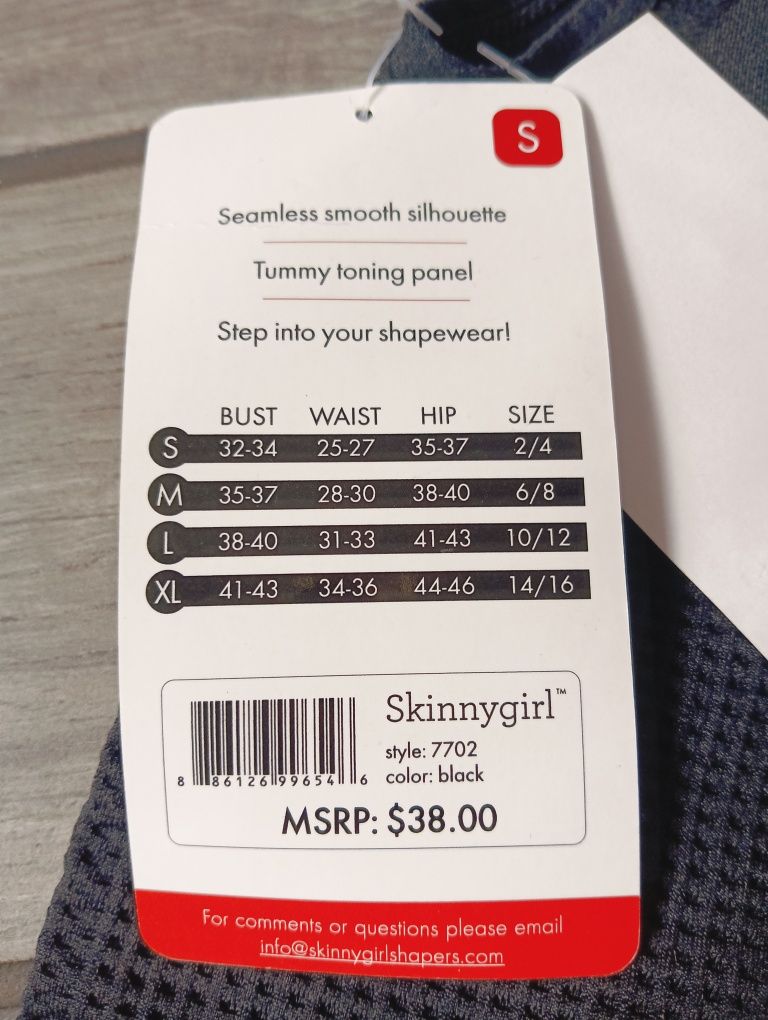 S
Seamless smooth silhouette
Tummy toning panel
Step into your shapewear!
BUST WAIST HIP SIZE
S 32-34 25-27 35-37 2/4
M 35-37 28-30 38-40 6/8
L 38-40 31-33 41-43 10/12
XL 41-43 34-36 44-46 14/16
Skinnygirl™
style: 7702
color: black
8 86126 99654 6
MSRP: $38.00
For comments or questions please email
info@skinnygirlshapers.com